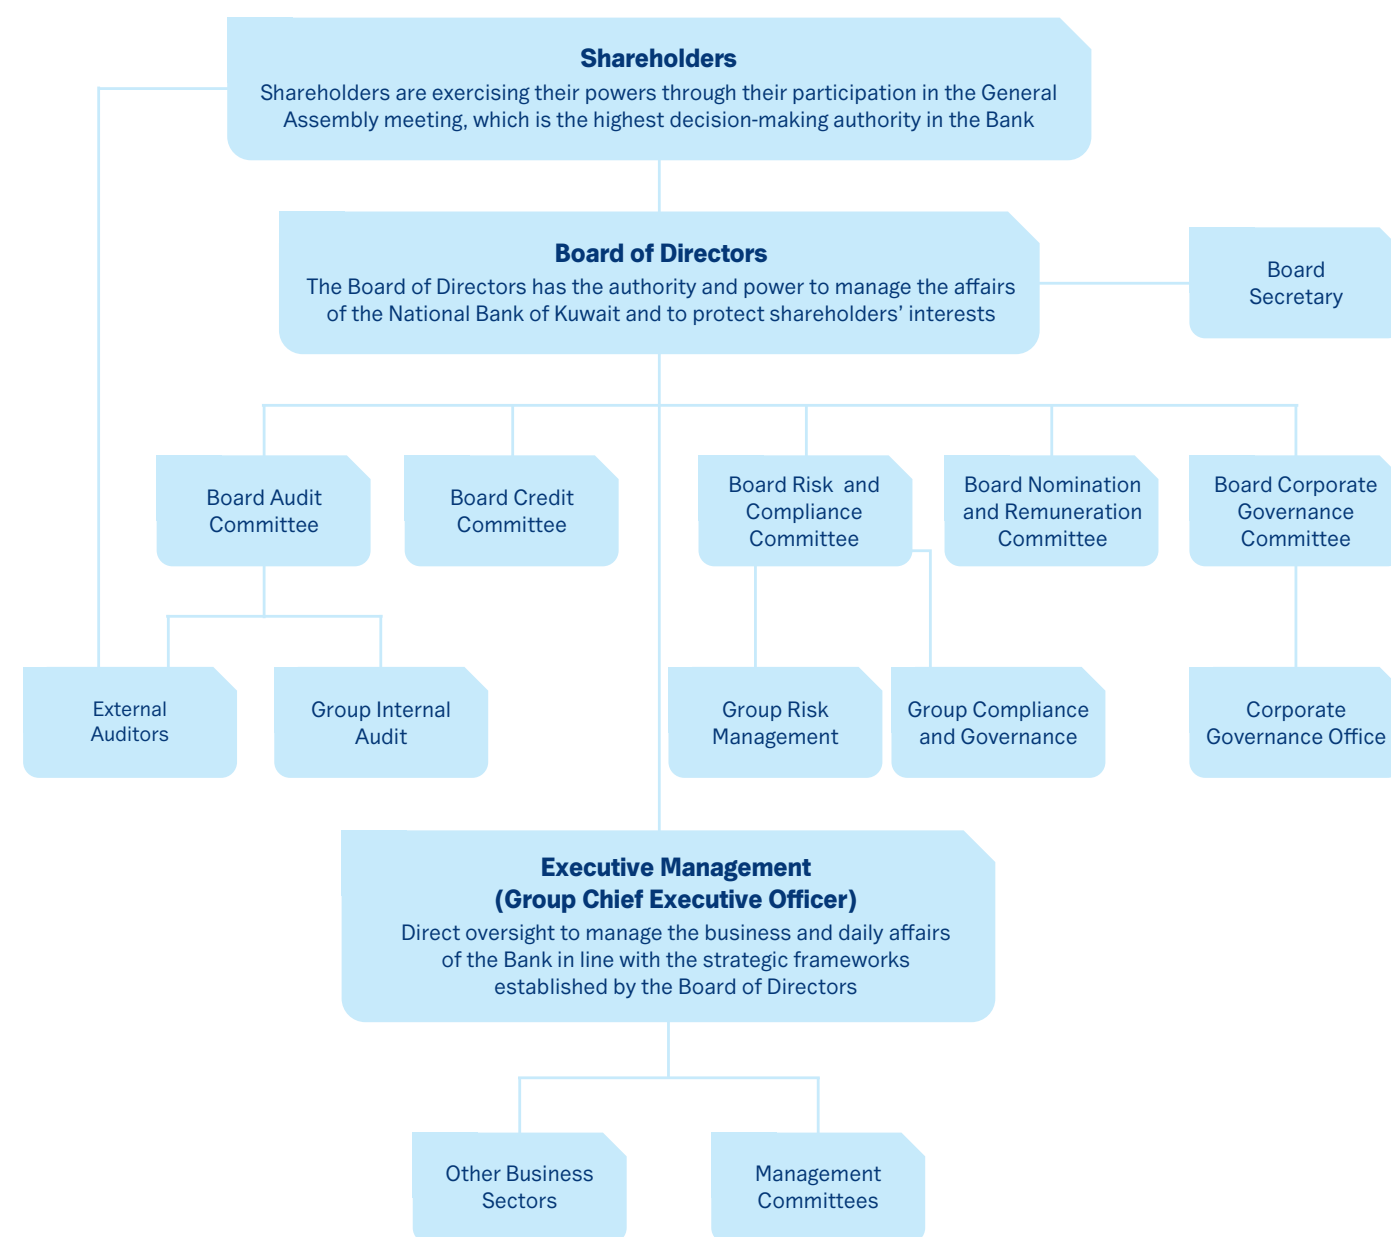 Shareholders
Shareholders are exercising their powers through their participation in the General
Assembly meeting, which is the highest decision-making authority in the Bank
Board of Directors
The Board of Directors has the authority and power to manage the affairs
of the National Bank of Kuwait and to protect shareholders’ interests
Board
Secretary
Board Audit
Committee
Board Credit
Committee
Board Risk and
Compliance
Committee
Board Nomination
and Remuneration
Committee
Board Corporate
Governance
Committee
External
Auditors
Group Internal
Audit
Group Risk
Management
Group Compliance
and Governance
Corporate
Governance Office
Executive Management
(Group Chief Executive Officer)
Direct oversight to manage the business and daily affairs
of the Bank in line with the strategic frameworks
established by the Board of Directors
Other Business
Sectors
Management
Committees